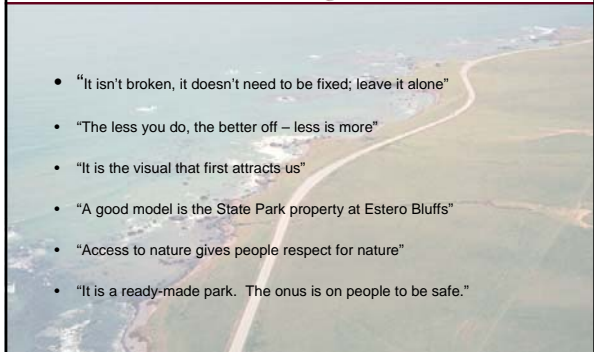 • “It isn’t broken, it doesn’t need to be fixed; leave it alone”
• “The less you do, the better off – less is more”
• “It is the visual that first attracts us”
• “A good model is the State Park property at Estero Bluffs”
• “Access to nature gives people respect for nature”
• “It is a ready-made park.  The onus is on people to be safe.”